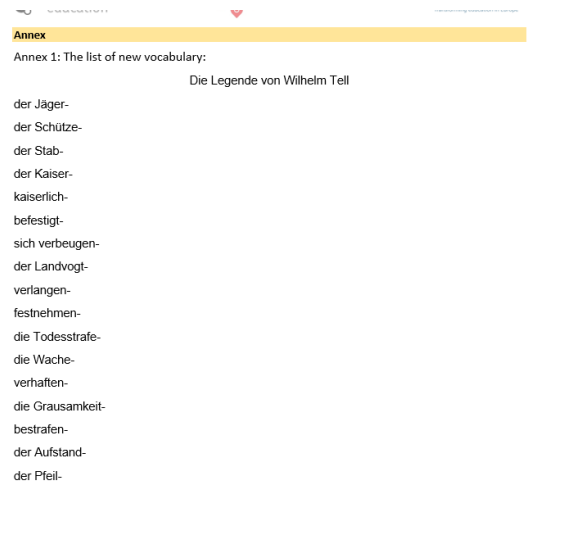 Annex
Annex 1: The list of new vocabulary:
Die Legende von Wilhelm Tell
der Jäger-
der Schütze-
der Stab-
der Kaiser-
kaiserlich-
befestigt-
sich verbeugen-
der Landvogt-
verlangen-
festnehmen-
die Todesstrafe-
die Wache-
verhaften-
die Grausamkeit-
bestrafen-
der Aufstand-
der Pfeil-